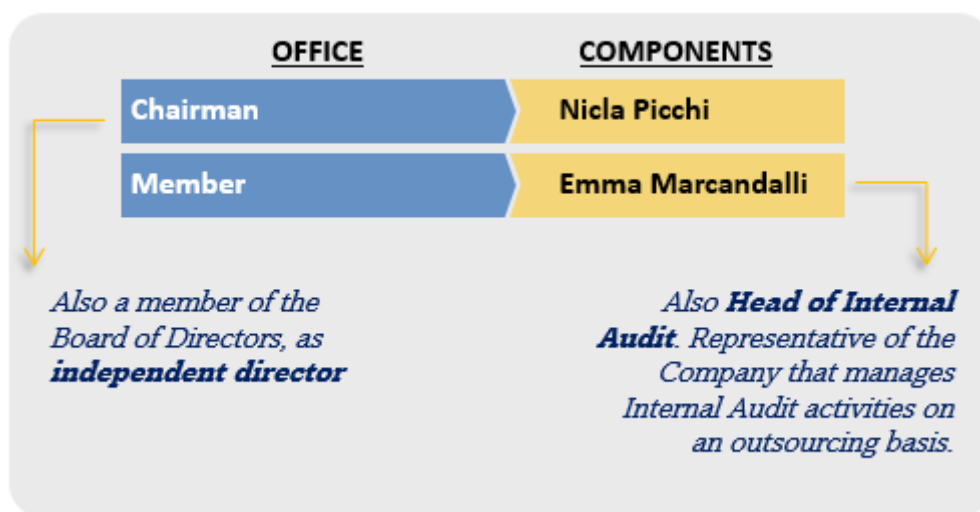 OFFICE COMPONENTS
Chairman Nicla Picchi
Member Emma Marcandalli
Also a member of the
Board of Directors, as
independent director
Also Head of Internal
Audit. Representative of the
Company that manages
Internal Audit activities on
an outsourcing basis.